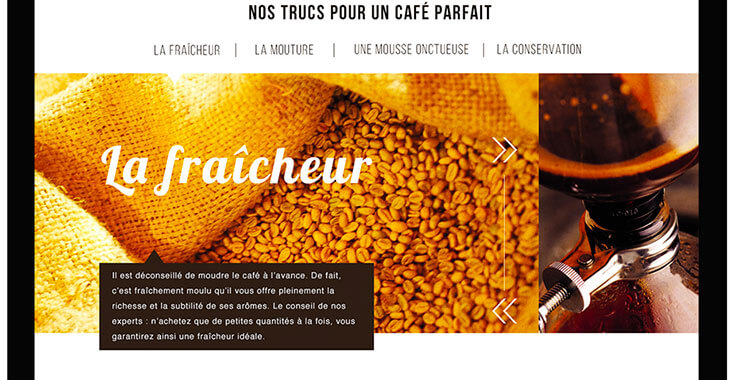 NOS TRUCS POUR UN CAFÉ PARFAIT
LA FRAÎCHEUR | LA MOUTURE | UNE MOUSSE ONCTUEUSE | LA CONSERVATION
La fraîcheur
Il est déconseillé de moudre le café à l'avance. De fait,
c'est fraîchement moulu qu'il vous offre pleinement la
richesse et la subtilité de ses arômes. Le conseil de nos
experts : n'achetez que de petites quantités à la fois, vous
garantirez ainsi une fraîcheur idéale.